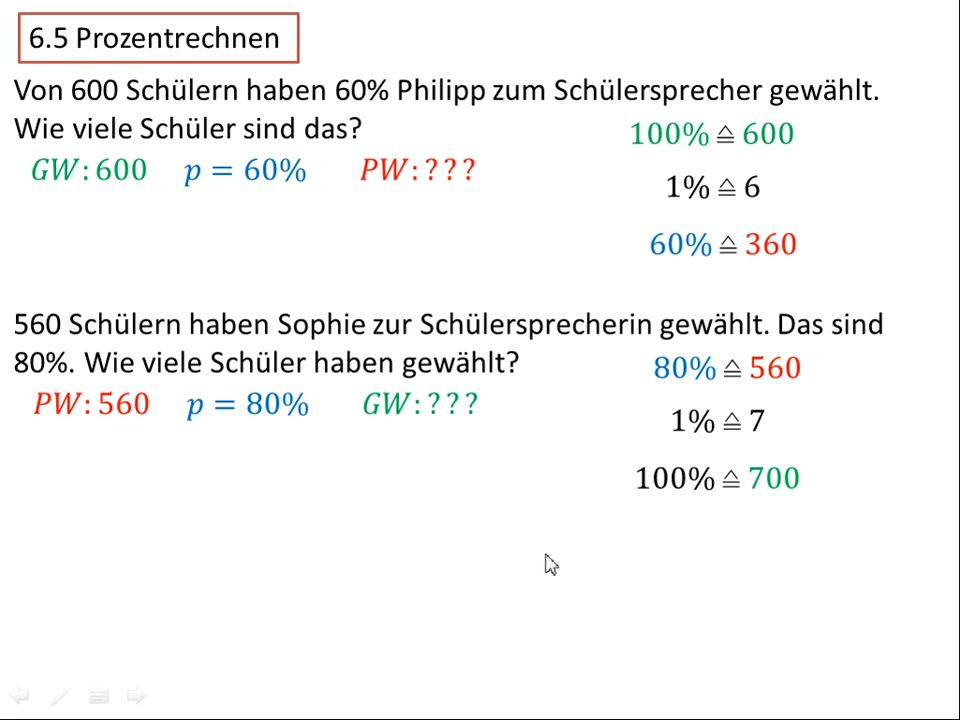 6.5 Prozentrechnen
Von 600 Schülern haben 60% Philipp zum Schülersprecher gewählt.
Wie viele Schüler sind das?
100% ≙ 600
GW: 600 p = 60% PW: ? ? ?
1% ≙ 6
60% ≙ 360
560 Schülern haben Sophie zur Schülersprecherin gewählt. Das sind
80%. Wie viele Schüler haben gewählt?
80% ≙ 560
PW: 560 p = 80% GW: ? ? ?
1% ≙ 7
100% ≙ 700